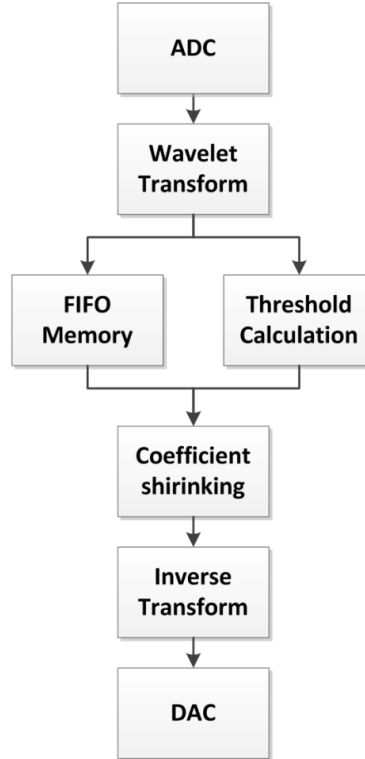 ADC
Wavelet
Transform
FIFO
Memory
Threshold
Calculation
Coefficient
shirinking
Inverse
Transform
DAC